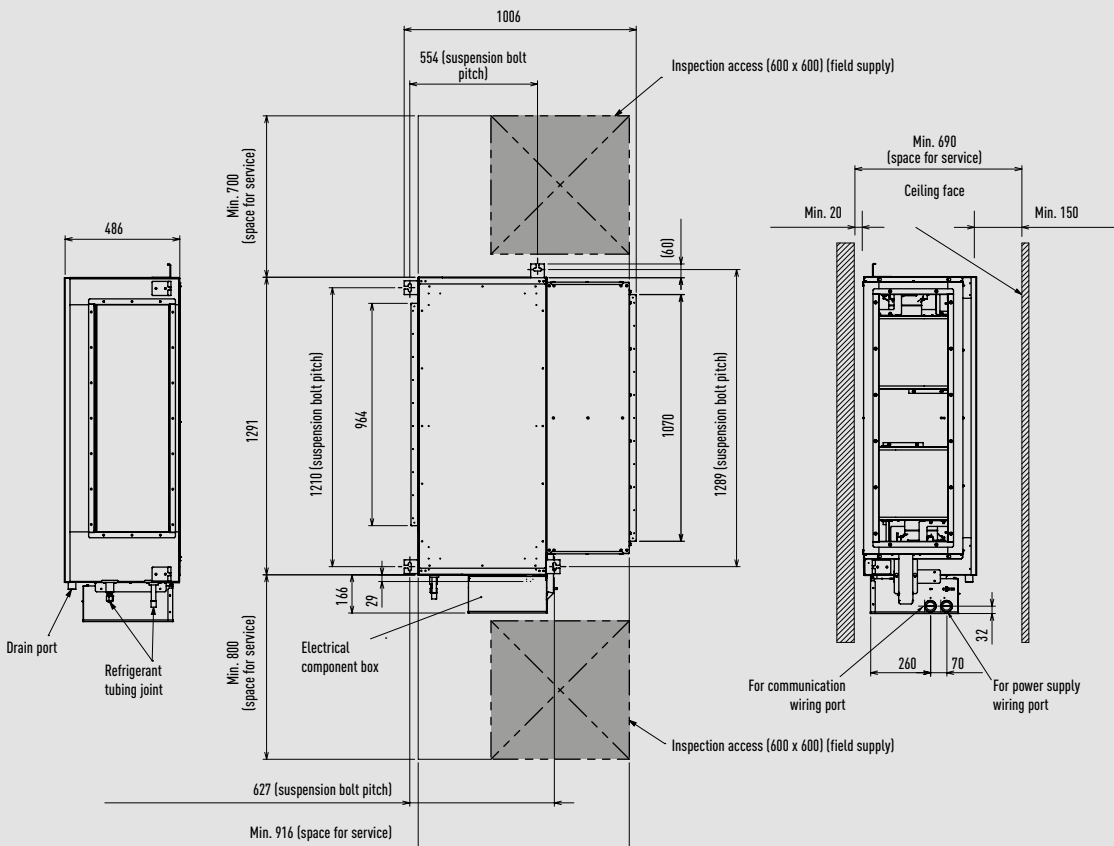 1006
554 (suspension bolt
pitch)
Inspection access (600 x 600) (field supply)
Min. 700
(space for service)
Min. 690
(space for service)
Ceiling face
Min. 20
Min. 150
486
(60)
1291
1210 (suspension bolt pitch)
964
1070
1289 (suspension bolt pitch)
166
29
Drain port
Refrigerant
tubing joint
Electrical
component box
Min. 800
(space for service)
32
260
70
For communication
wiring port
For power supply
wiring port
Inspection access (600 x 600) (field supply)
627 (suspension bolt pitch)
Min. 916 (space for service)